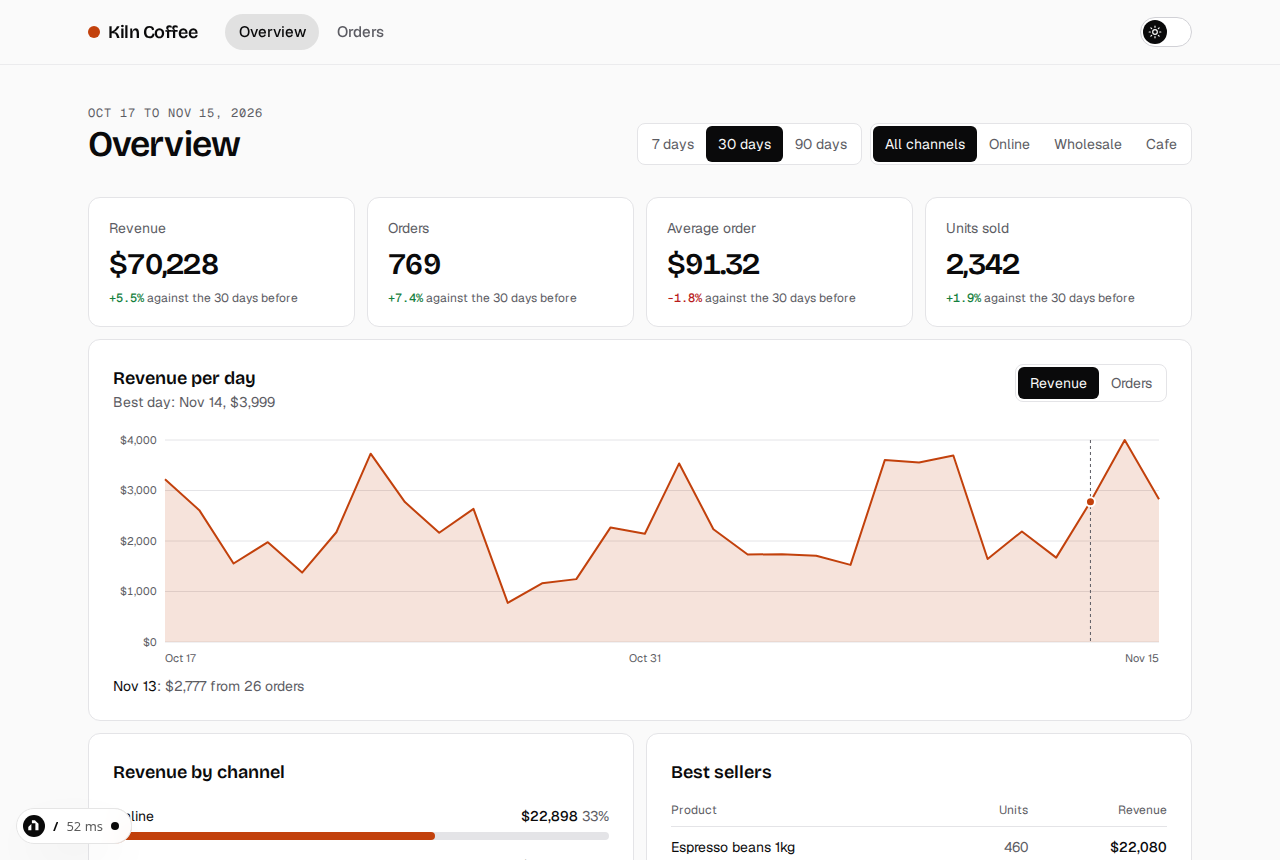 Kiln Coffee Overview Orders
OCT 17 TO NOV 15, 2026
Overview
7 days 30 days 90 days All channels Online Wholesale Cafe
Revenue Orders Average order Units sold
$70,228 769 $91.32 2,342
+5.5% against the 30 days before +7.4% against the 30 days before -1.8% against the 30 days before +1.9% against the 30 days before
Revenue per day
Best day: Nov 14, $3,999
Revenue Orders
$4,000
$3,000
$2,000
$1,000
$0
Oct 17 Oct 31 Nov 15
Nov 13: $2,777 from 26 orders
Revenue by channel
$22,898 33%
Best sellers
Product Units Revenue
Espresso beans 1kg 460 $22,080
/ 52 ms